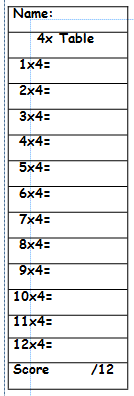 Name:
4x Table
1x4=
2x4=
3x4=
4x4=
5x4=
6x4=
7x4=
8x4=
9x4=
10x4=
11x4=
12x4=
Score /12